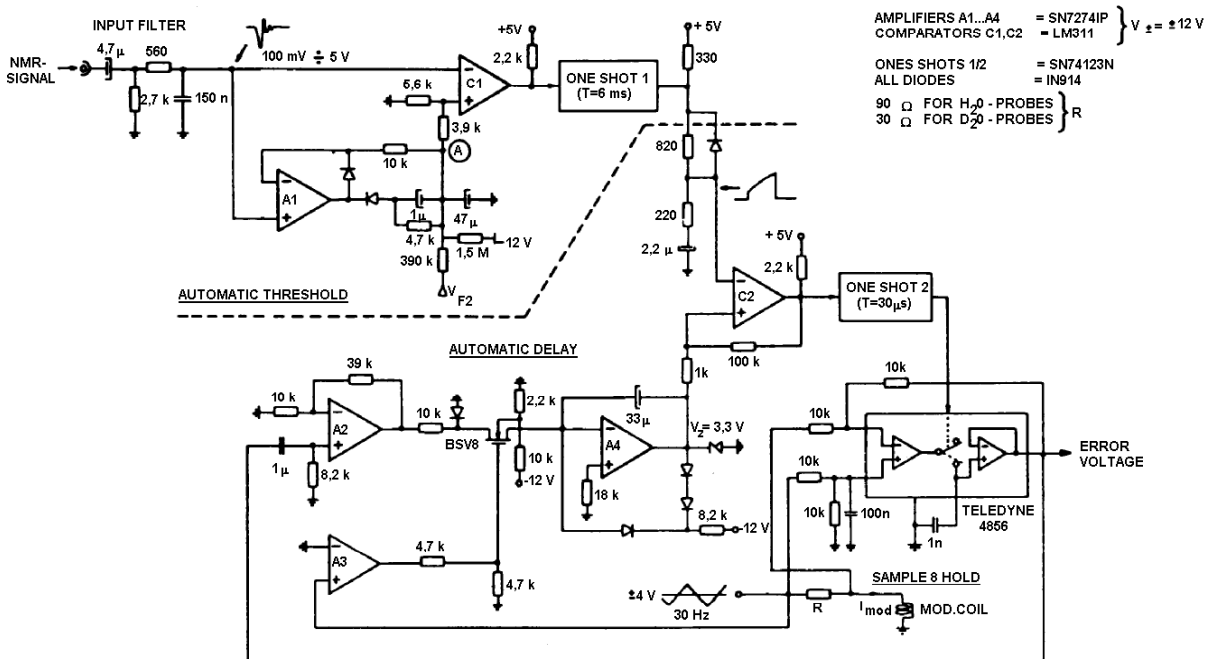 INPUT FILTER
4,7 μ
560
NMR-
SIGNAL
2,7 k
150 n
100 mV ÷ 5 V
+5V
2,2 k
5,6 k
C1
ONE SHOT 1
(T=6 ms)
+ 5V
330
3,9 k
A
10 k
A1
1μ
47μ
4,7 k
1,5 M
-12 V
390 k
V
F2
AUTOMATIC THRESHOLD
820
220
2,2 μ
AMPLIFIERS A1...A4 = SN7274IP
COMPARATORS C1,C2 = LM311
V ± = ±12 V
ONES SHOTS 1/2 = SN74123N
ALL DIODES = IN914
90 Ω FOR H20 - PROBES
30 Ω FOR D20 - PROBES
R
+ 5V
2,2 k
C2
ONE SHOT 2
(T=30μs)
100 k
1k
AUTOMATIC DELAY
39 k
10 k
A2
10 k
BSV8
1μ
8,2 k
2,2 k
10 k
-12 V
33μ
A4
18 k
VZ= 3,3 V
8,2 k
-12 V
A3
4,7 k
4,7 k
10k
10k
10k
10k
100n
1n
TELEDYNE
4856
ERROR
VOLTAGE
SAMPLE 8 HOLD
±4 V
30 Hz
R
Imod
MOD.COIL